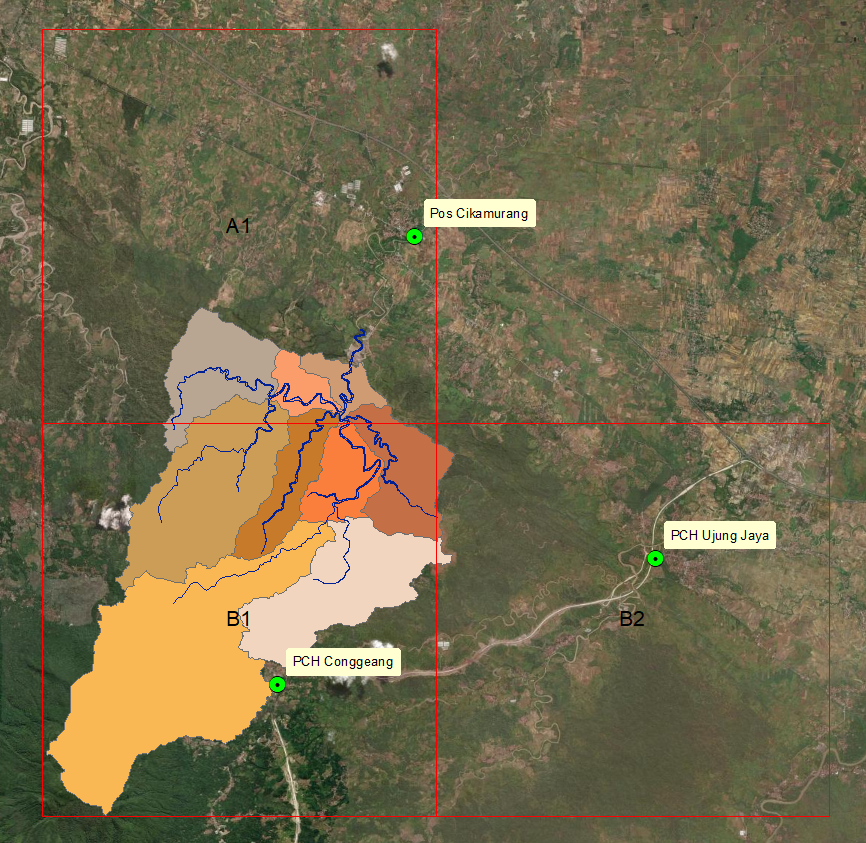 Pos Cikamurang
A1
PCH Ujung Jaya
B1
B2
PCH Conggeang